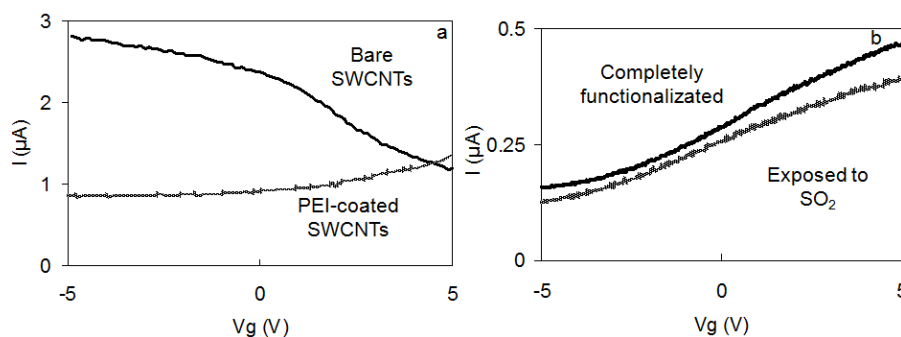 a
3
2
1
0
I (µA)
Bare
SWCNTs
PEI-coated
SWCNTs
-5
0
5
Vg (V)
b
0.5
0.25
0
I (µA)
Completely
functionalizated
Exposed to
SO₂
-5
0
5
Vg (V)